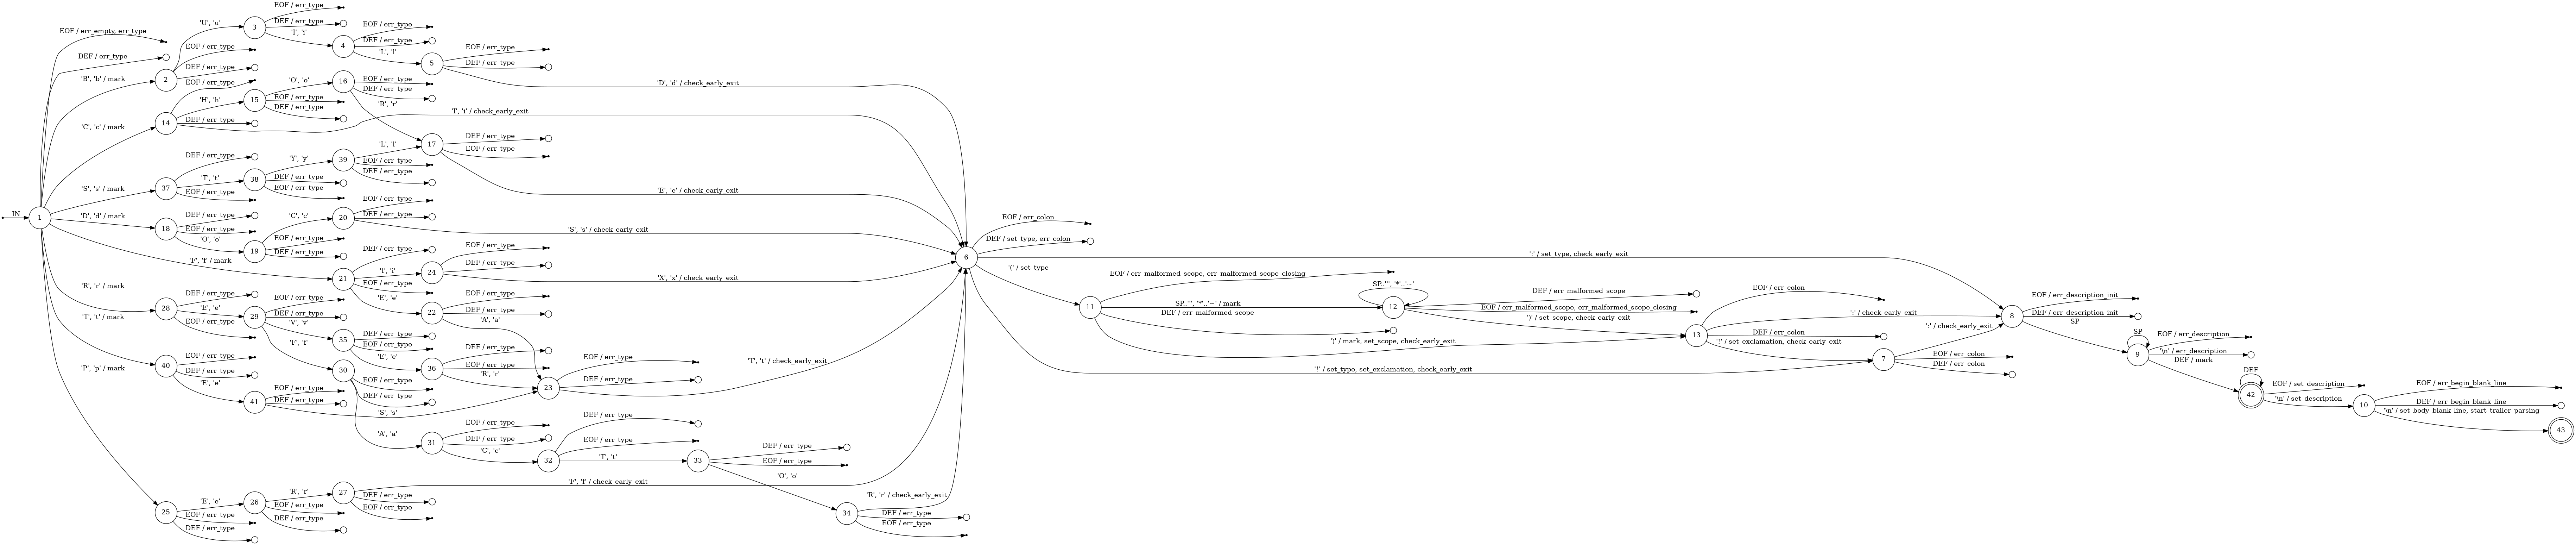 IN
1
EOF / err_empty, err_type
DEF / err_type
'B', 'b' / mark
'C', 'c' / mark
'S', 's' / mark
'D', 'd' / mark
'F', 'f' / mark
'R', 'r' / mark
'T', 't' / mark
'P', 'p' / mark
2
'U', 'u'
EOF / err_type
DEF / err_type
3
EOF / err_type
DEF / err_type
'I', 'i'
4
EOF / err_type
DEF / err_type
'L', 'l'
5
EOF / err_type
DEF / err_type
'D', 'd' / check_early_exit
14
EOF / err_type
'H', 'h'
DEF / err_type
'I', 'i' / check_early_exit
15
'O', 'o'
EOF / err_type
DEF / err_type
16
EOF / err_type
DEF / err_type
'R', 'r'
17
DEF / err_type
EOF / err_type
'E', 'e' / check_early_exit
37
DEF / err_type
'T', 't'
EOF / err_type
38
'Y', 'y'
DEF / err_type
EOF / err_type
39
'L', 'l'
EOF / err_type
DEF / err_type
18
DEF / err_type
EOF / err_type
'O', 'o'
19
'C', 'c'
EOF / err_type
DEF / err_type
20
EOF / err_type
DEF / err_type
'S', 's' / check_early_exit
21
DEF / err_type
'I', 'i'
EOF / err_type
'E', 'e'
24
EOF / err_type
DEF / err_type
'X', 'x' / check_early_exit
22
EOF / err_type
DEF / err_type
'A', 'a'
23
EOF / err_type
DEF / err_type
'T', 't' / check_early_exit
28
DEF / err_type
'E', 'e'
EOF / err_type
29
EOF / err_type
DEF / err_type
'V', 'v'
'F', 'f'
35
DEF / err_type
EOF / err_type
'E', 'e'
36
DEF / err_type
EOF / err_type
'R', 'r'
30
EOF / err_type
DEF / err_type
'A', 'a'
40
EOF / err_type
DEF / err_type
'E', 'e'
41
EOF / err_type
DEF / err_type
'S', 's'
31
EOF / err_type
DEF / err_type
'C', 'c'
32
DEF / err_type
EOF / err_type
'T', 't'
33
DEF / err_type
EOF / err_type
'O', 'o'
34
'R', 'r' / check_early_exit
DEF / err_type
EOF / err_type
25
'E', 'e'
EOF / err_type
DEF / err_type
26
'R', 'r'
EOF / err_type
DEF / err_type
27
'F', 'f' / check_early_exit
DEF / err_type
EOF / err_type
6
EOF / err_colon
DEF / set_type, err_colon
':' / set_type, check_early_exit
'(' / set_type
'!' / set_type, set_exclamation, check_early_exit
11
EOF / err_malformed_scope, err_malformed_scope_closing
SP..''', '*'..'~' / mark
DEF / err_malformed_scope
')' / mark, set_scope, check_early_exit
12
SP..''', '*'..'~'
DEF / err_malformed_scope
EOF / err_malformed_scope, err_malformed_scope_closing
')' / set_scope, check_early_exit
13
EOF / err_colon
':' / check_early_exit
DEF / err_colon
'!' / set_exclamation, check_early_exit
7
':' / check_early_exit
EOF / err_colon
DEF / err_colon
8
EOF / err_description_init
DEF / err_description_init
SP
9
SP
EOF / err_description
'\n' / err_description
DEF / mark
42
DEF
EOF / set_description
'\n' / set_description
10
EOF / err_begin_blank_line
DEF / err_begin_blank_line
'\n' / set_body_blank_line, start_trailer_parsing
43